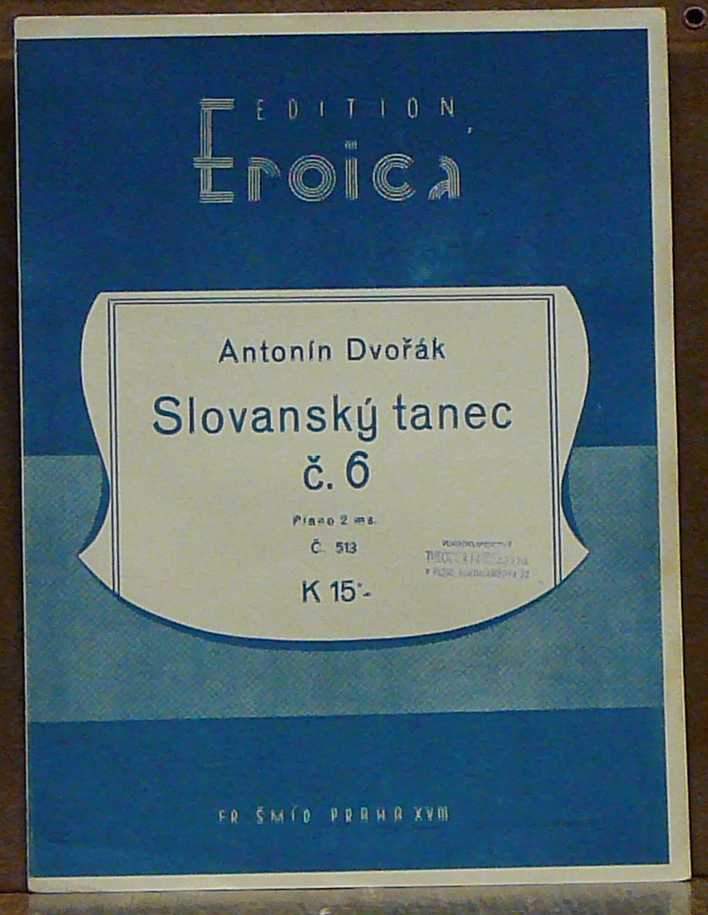 EDITION
Eroica
Antonín Dvořák
Slovanský tanec
č. 6
Piano 2 ms.
Č. 513
K 15·-
FR ŠMÍD PRAHA XVIII